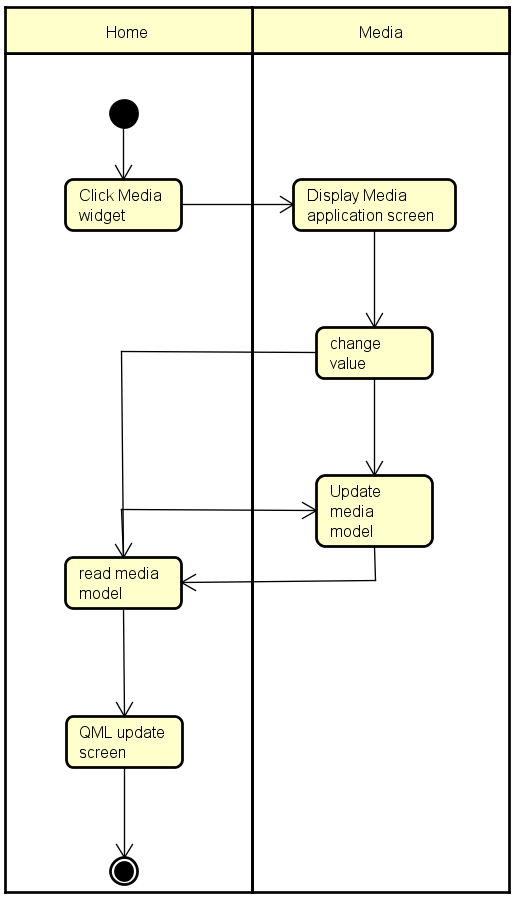 Home
Media
Click Media
widget
Display Media
application screen
change
value
Update
media
model
read media
model
QML update
screen